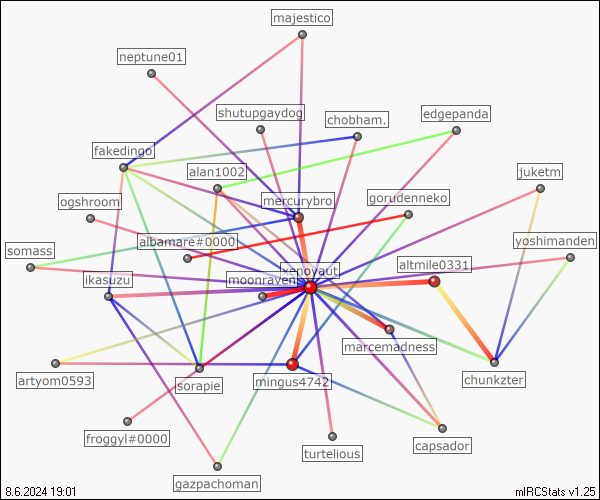 majestico
neptune01
shutupgaydog
chobham.
edgepanda
fakedingo
alan1002
juketm
ogshroom
mercurybro
gorudenneko
albamare#0000
yoshimanden
somass
ikasuzu
moonraven
xenoyaut
altmile0331
marcemadness
artyom0593
sorapie
mingus4742
chunkzter
froggyl#0000
turtelious
capsador
gazpachoman
8.6.2024 19:01
mIRCStats v1.25